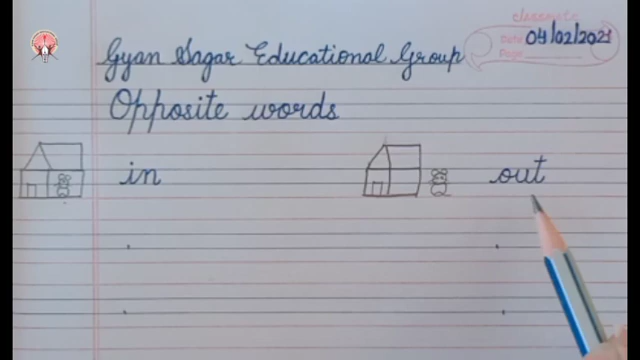 classmate
Date 04/02/2021
Page
Gyan Sagar Educational Group
Opposite words
in out